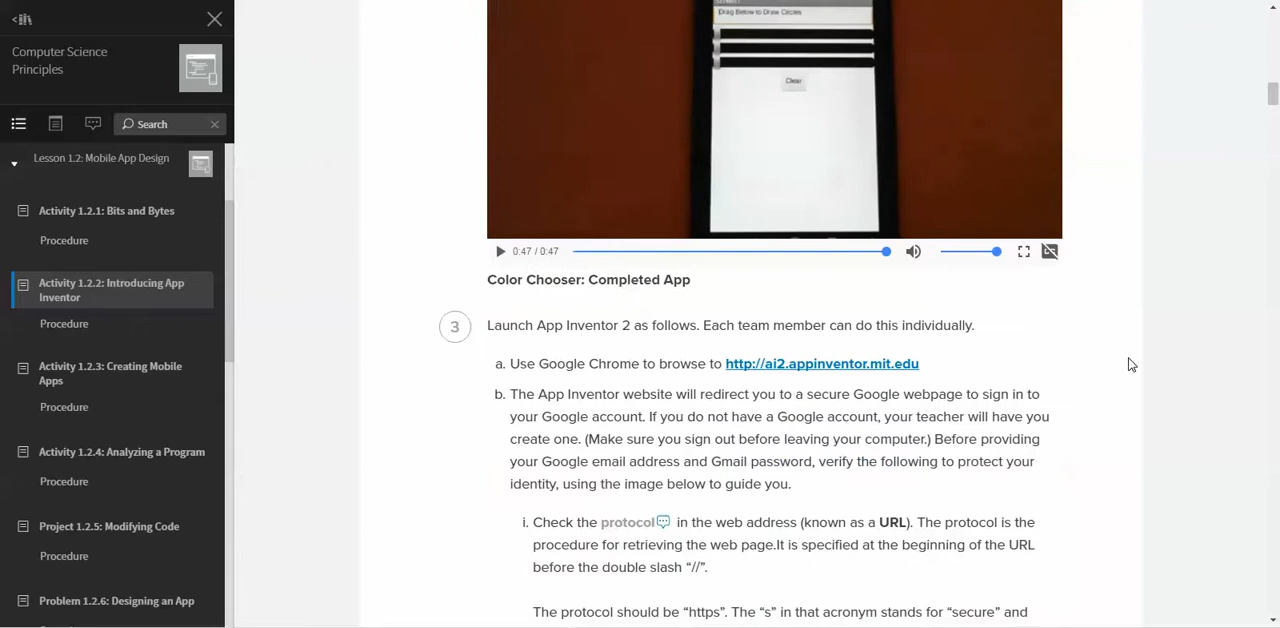 Computer Science
Principles
Search
Lesson 1.2: Mobile App Design
Activity 1.2.1: Bits and Bytes
Procedure
Activity 1.2.2: Introducing App
Inventor
Procedure
Activity 1.2.3: Creating Mobile
Apps
Procedure
Activity 1.2.4: Analyzing a Program
Procedure
Project 1.2.5: Modifying Code
Procedure
Problem 1.2.6: Designing an App
Drag Below to Draw Circles
Clear
0:47 / 0:47
Color Chooser: Completed App
3 Launch App Inventor 2 as follows. Each team member can do this individually.
a. Use Google Chrome to browse to http://ai2.appinventor.mit.edu
b. The App Inventor website will redirect you to a secure Google webpage to sign in to
your Google account. If you do not have a Google account, your teacher will have you
create one. (Make sure you sign out before leaving your computer.) Before providing
your Google email address and Gmail password, verify the following to protect your
identity, using the image below to guide you.
i. Check the protocol in the web address (known as a URL). The protocol is the
procedure for retrieving the web page.It is specified at the beginning of the URL
before the double slash “//”.
The protocol should be “https”. The “s” in that acronym stands for “secure” and